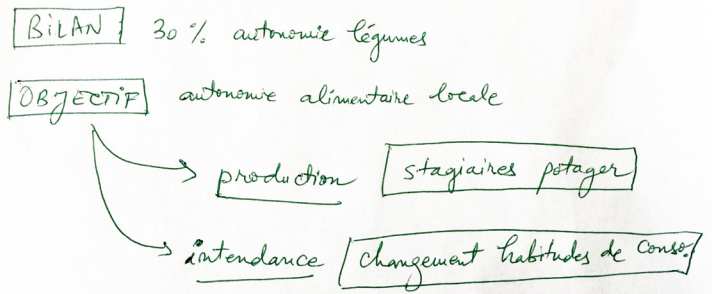 BILAN 30 % autonomie légumes
OBJECTIF autonomie alimentaire locale
production stagiaires potager
intendance changement habitudes de conso.